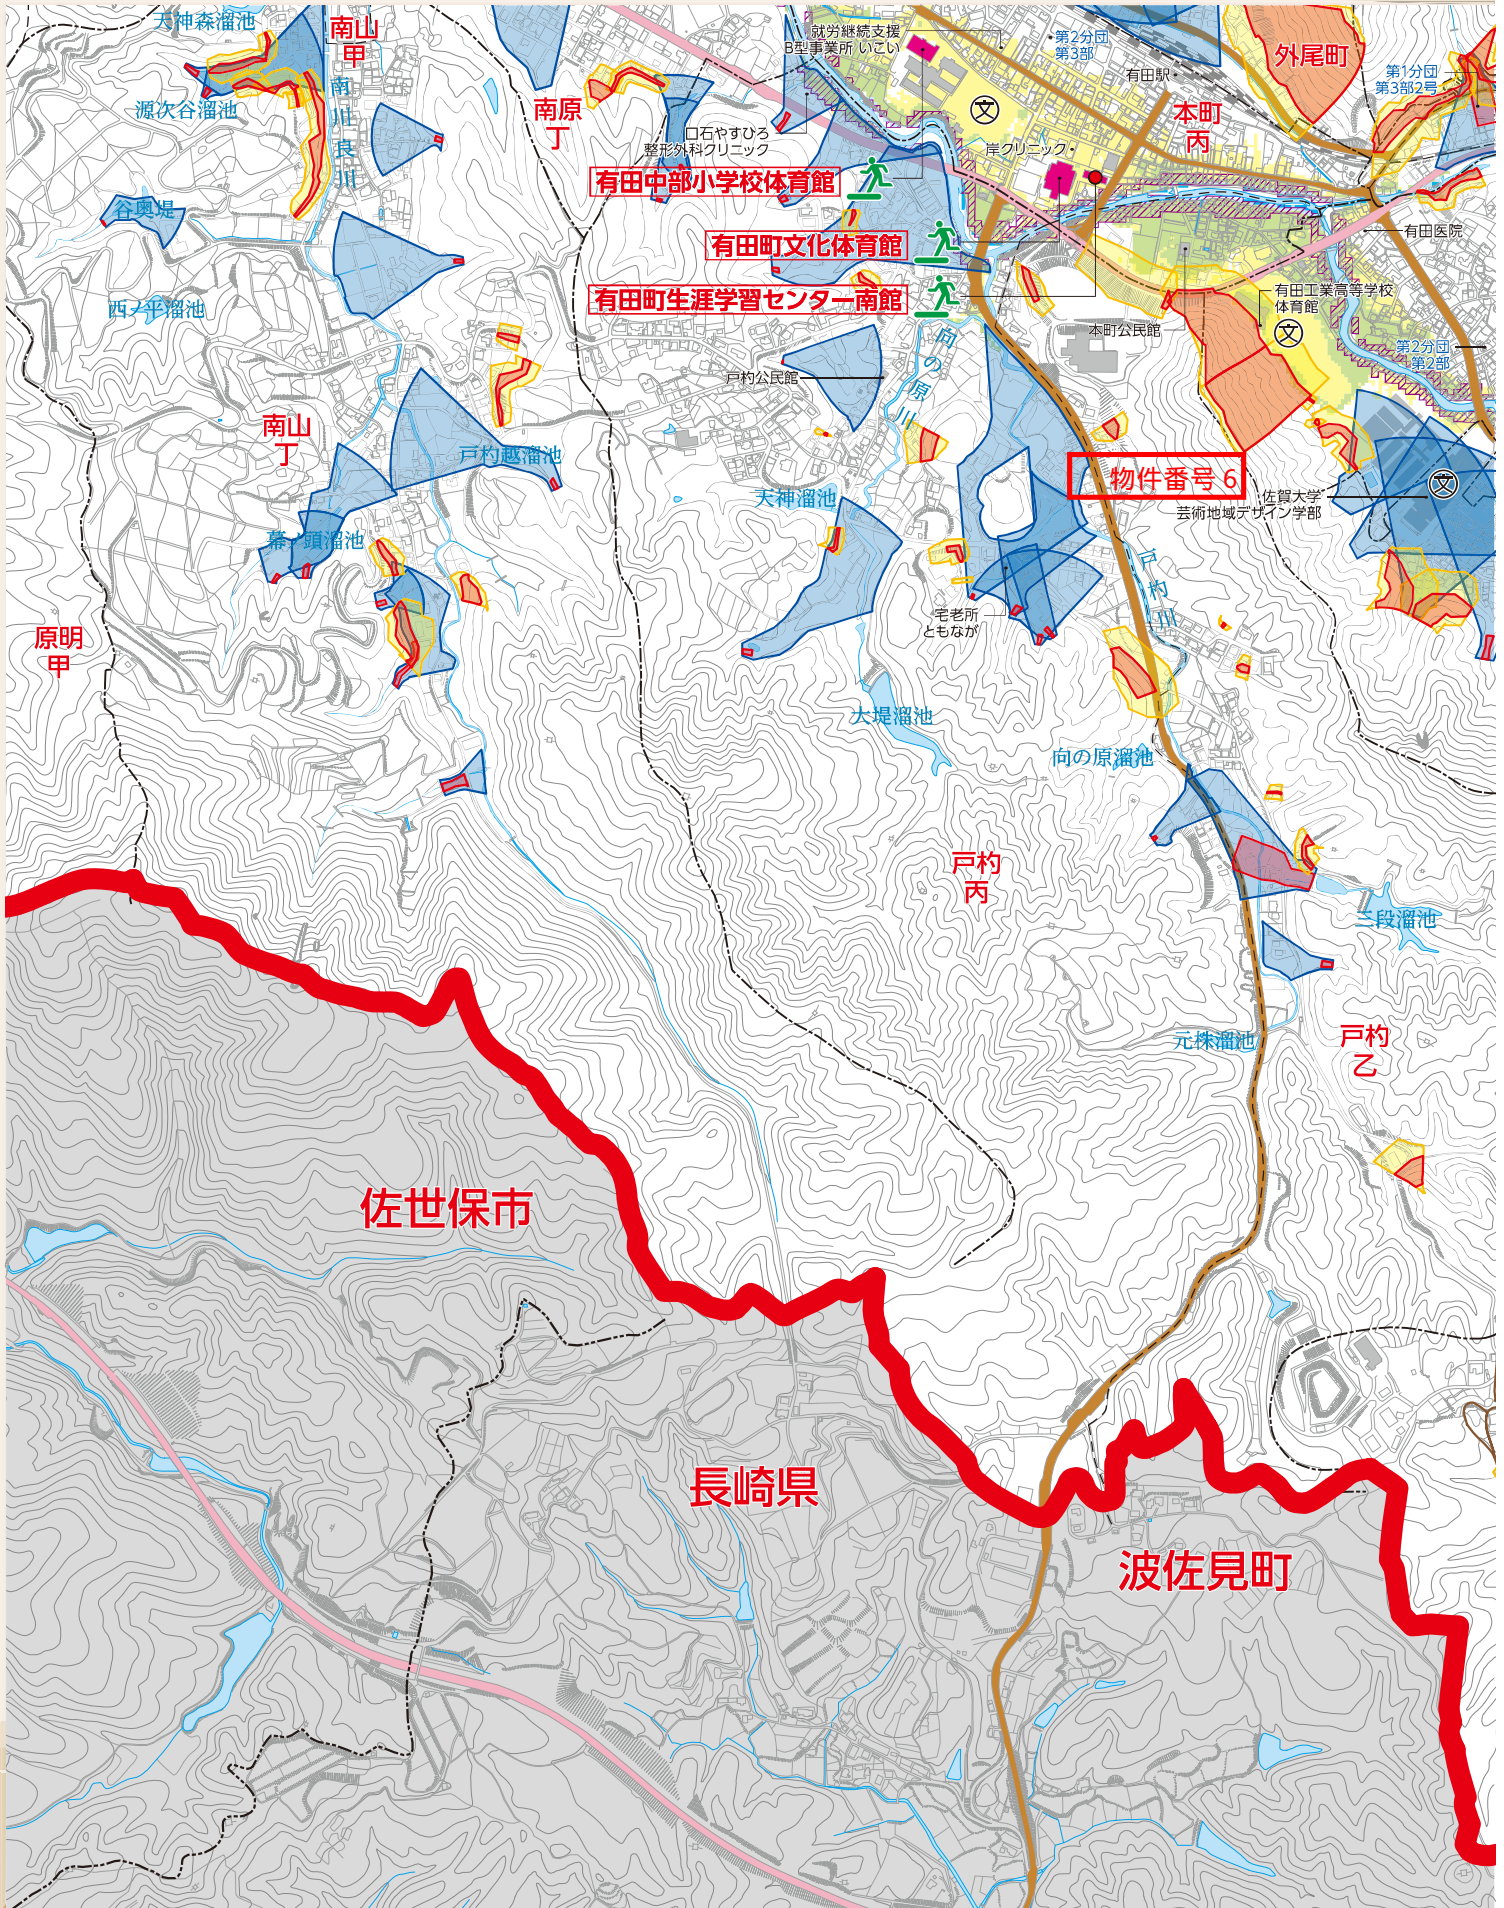 天神森溜池
南山
甲
南川良川
源次谷溜池
谷奥堤
西ノ平溜池
南原
丁
就労継続支援
B型事業所 いこい
第2分団
第3部
有田駅
外尾町
第1分団
第3部2号
本町
丙
口石やすひろ
整形外科クリニック
岸クリニック
有田中部小学校体育館
有田町文化体育館
有田町生涯学習センター南館
文
有田医院
有田工業高等学校
体育館
文
本町公民館
第2分団
第2部
向の原川
戸杓公民館
南山
丁
戸杓越溜池
天神溜池
物件番号 6
佐賀大学
芸術地域デザイン学部
文
幕ノ頭溜池
戸杓川
宅老所
ともなが
原明
甲
大堤溜池
向の原溜池
戸杓
丙
三段溜池
元株溜池
戸杓
乙
佐世保市
長崎県
波佐見町